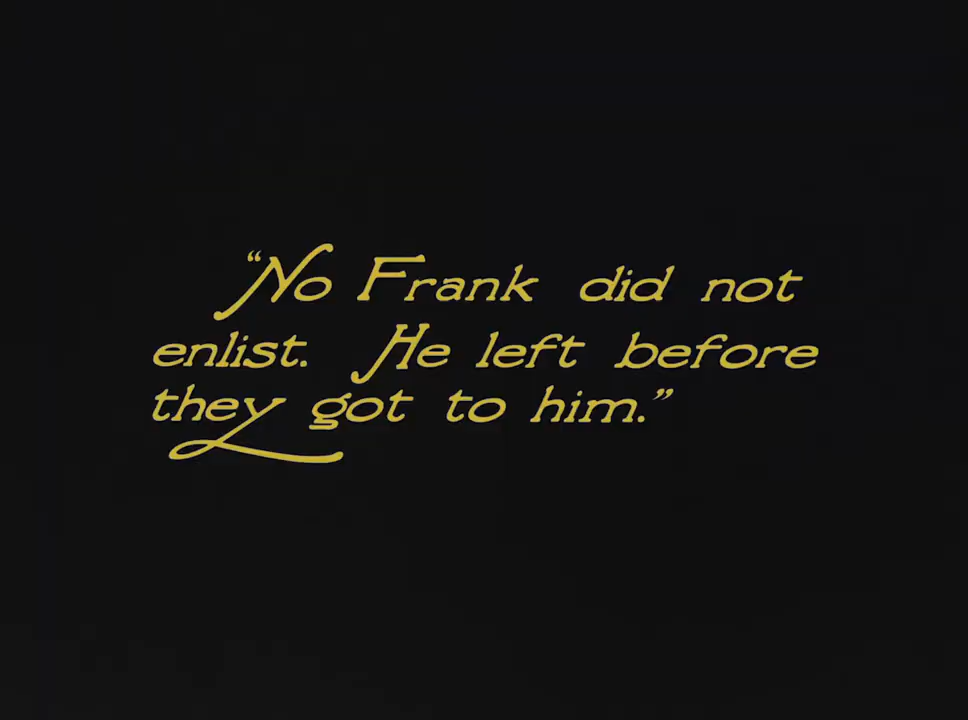 “No Frank did not
enlist. He left before
they got to him.”